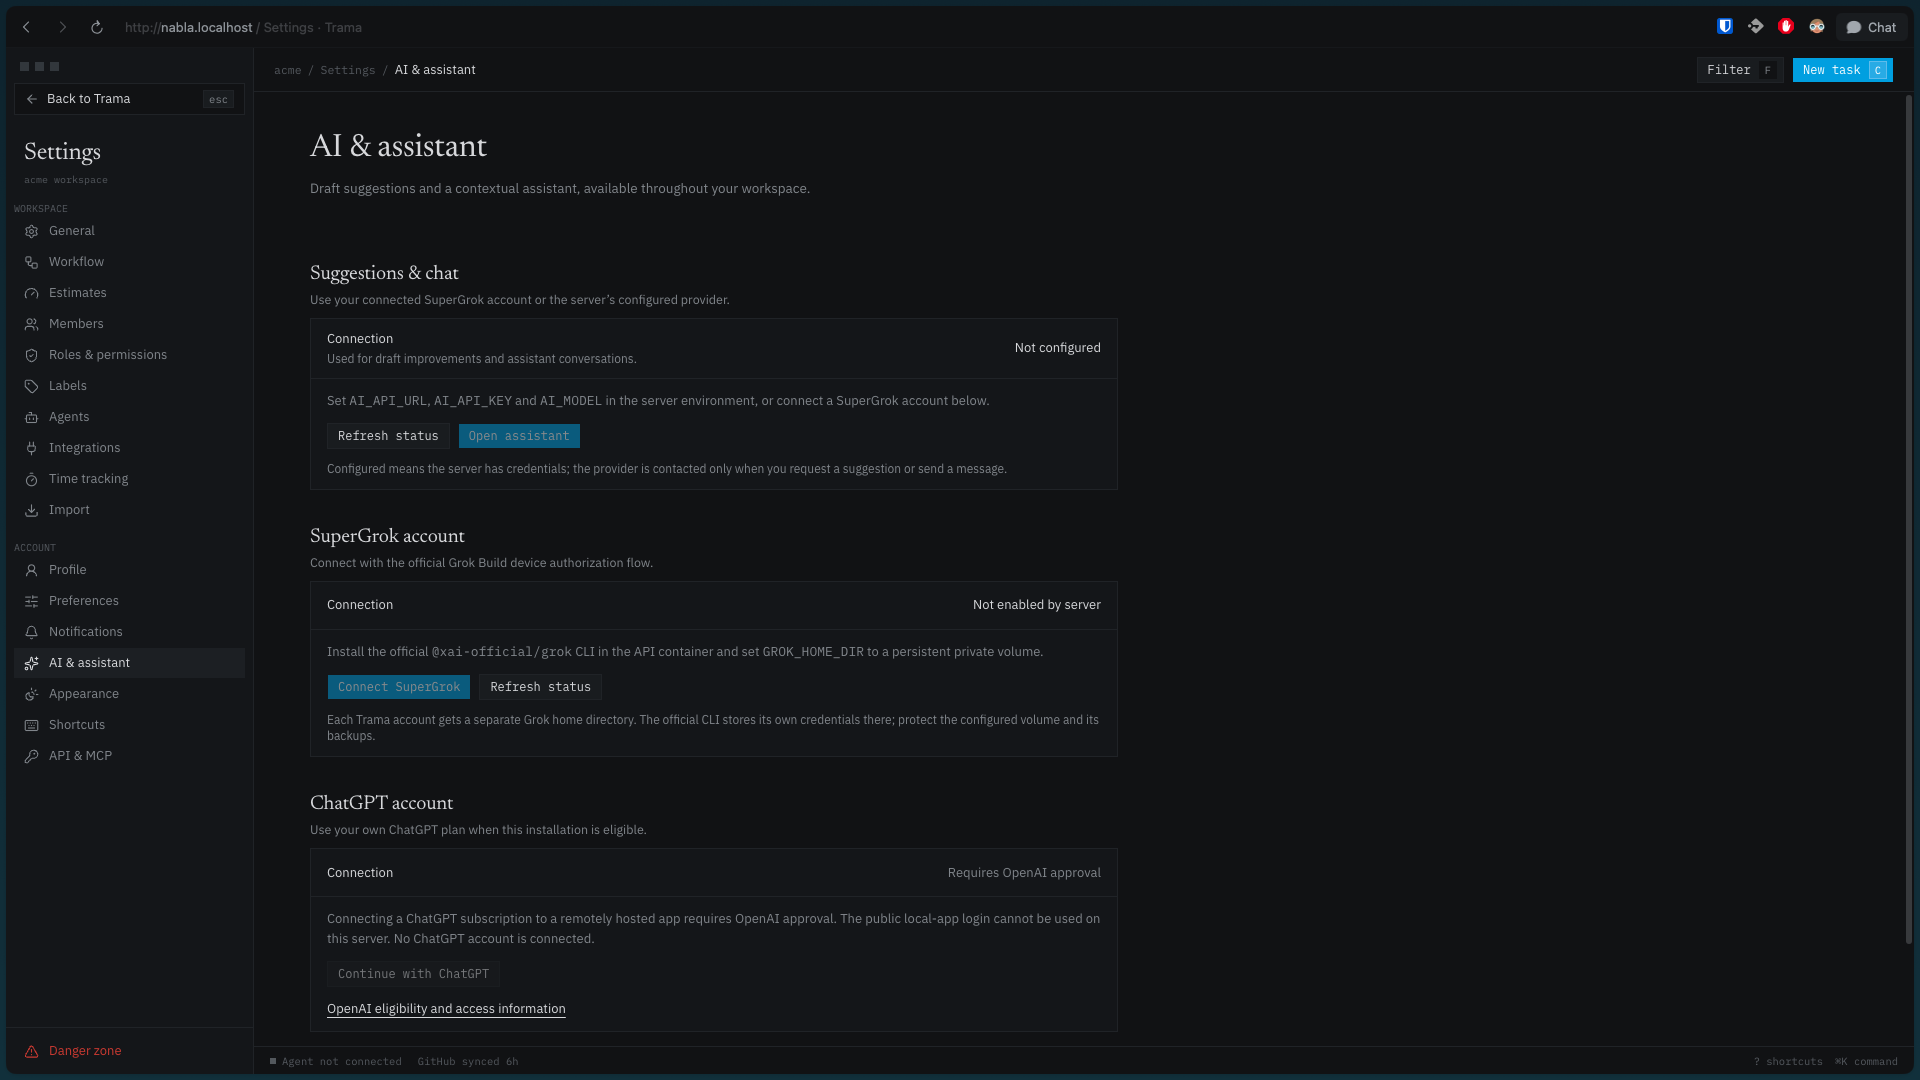 http://nabla.localhost / Settings · Trama
Chat
Back to Trama
esc
Settings
acme workspace
WORKSPACE
General
Workflow
Estimates
Members
Roles & permissions
Labels
Agents
Integrations
Time tracking
Import
ACCOUNT
Profile
Preferences
Notifications
AI & assistant
Appearance
Shortcuts
API & MCP
Danger zone
acme / Settings / AI & assistant
Filter F
New task C
AI & assistant
Draft suggestions and a contextual assistant, available throughout your workspace.
Suggestions & chat
Use your connected SuperGrok account or the server’s configured provider.
Connection
Used for draft improvements and assistant conversations.
Not configured
Set AI_API_URL, AI_API_KEY and AI_MODEL in the server environment, or connect a SuperGrok account below.
Refresh status
Open assistant
Configured means the server has credentials; the provider is contacted only when you request a suggestion or send a message.
SuperGrok account
Connect with the official Grok Build device authorization flow.
Connection
Not enabled by server
Install the official @xai-official/grok CLI in the API container and set GROK_HOME_DIR to a persistent private volume.
Connect SuperGrok
Refresh status
Each Trama account gets a separate Grok home directory. The official CLI stores its own credentials there; protect the configured volume and its
backups.
ChatGPT account
Use your own ChatGPT plan when this installation is eligible.
Connection
Requires OpenAI approval
Connecting a ChatGPT subscription to a remotely hosted app requires OpenAI approval. The public local-app login cannot be used on
this server. No ChatGPT account is connected.
Continue with ChatGPT
OpenAI eligibility and access information
Agent not connected
GitHub synced 6h
? shortcuts
⌘K command